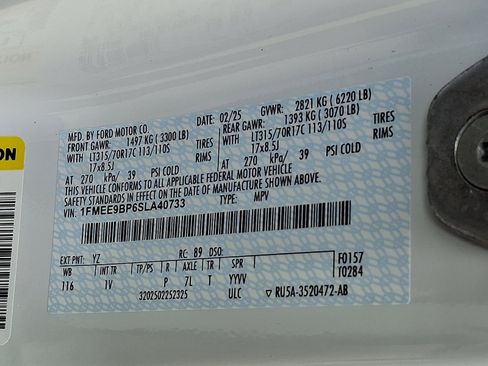 MFD. BY FORD MOTOR CO.
02/25 GVWR: 2821 KG ( 6220 LB)
FRONT GAWR: 1497 KG ( 3300 LB)
REAR GAWR: 1393 KG ( 3070 LB)
WITH LT315/70R17C 113/110S TIRES
WITH LT315/70R17C 113/110S TIRES
17x8.5J RIMS
17x8.5J RIMS
AT 270 kPa/ 39 PSI COLD
AT 270 kPa/ 39 PSI COLD
THIS VEHICLE CONFORMS TO ALL APPLICABLE FEDERAL MOTOR VEHICLE
SAFETY STANDARDS IN EFFECT ON THE DATE OF MANUFACTURE SHOWN ABOVE.
VIN: 1FMEE9BP6SLA40733
TYPE: MPV
EXT PNT: YZ RC: 89 DSO: F0157
WB INT TR TP/PS R AXLE TR SPR T0284
116 1V P 7L T YYVV
3202502252325 ULC ▽ RU5A-3520472-AB
ION